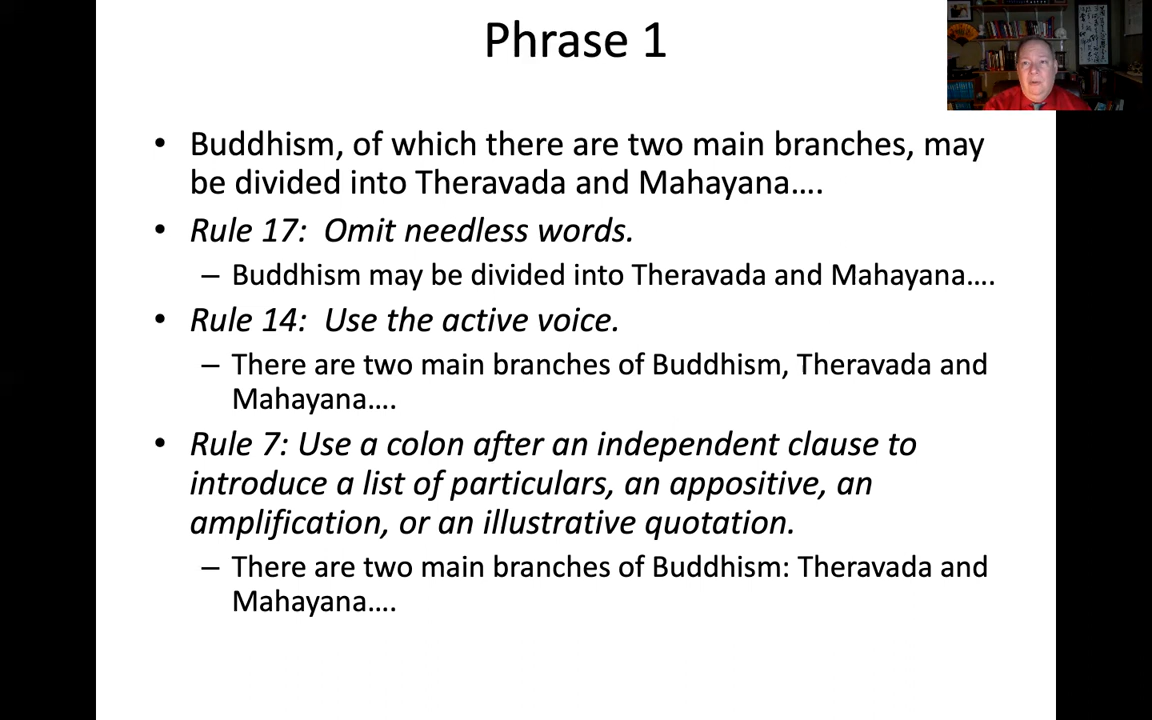 Phrase 1
• Buddhism, of which there are two main branches, may
be divided into Theravada and Mahayana….
• Rule 17:  Omit needless words.
– Buddhism may be divided into Theravada and Mahayana….
• Rule 14:  Use the active voice.
– There are two main branches of Buddhism, Theravada and
Mahayana….
• Rule 7: Use a colon after an independent clause to
introduce a list of particulars, an appositive, an
amplification, or an illustrative quotation.
– There are two main branches of Buddhism: Theravada and
Mahayana….